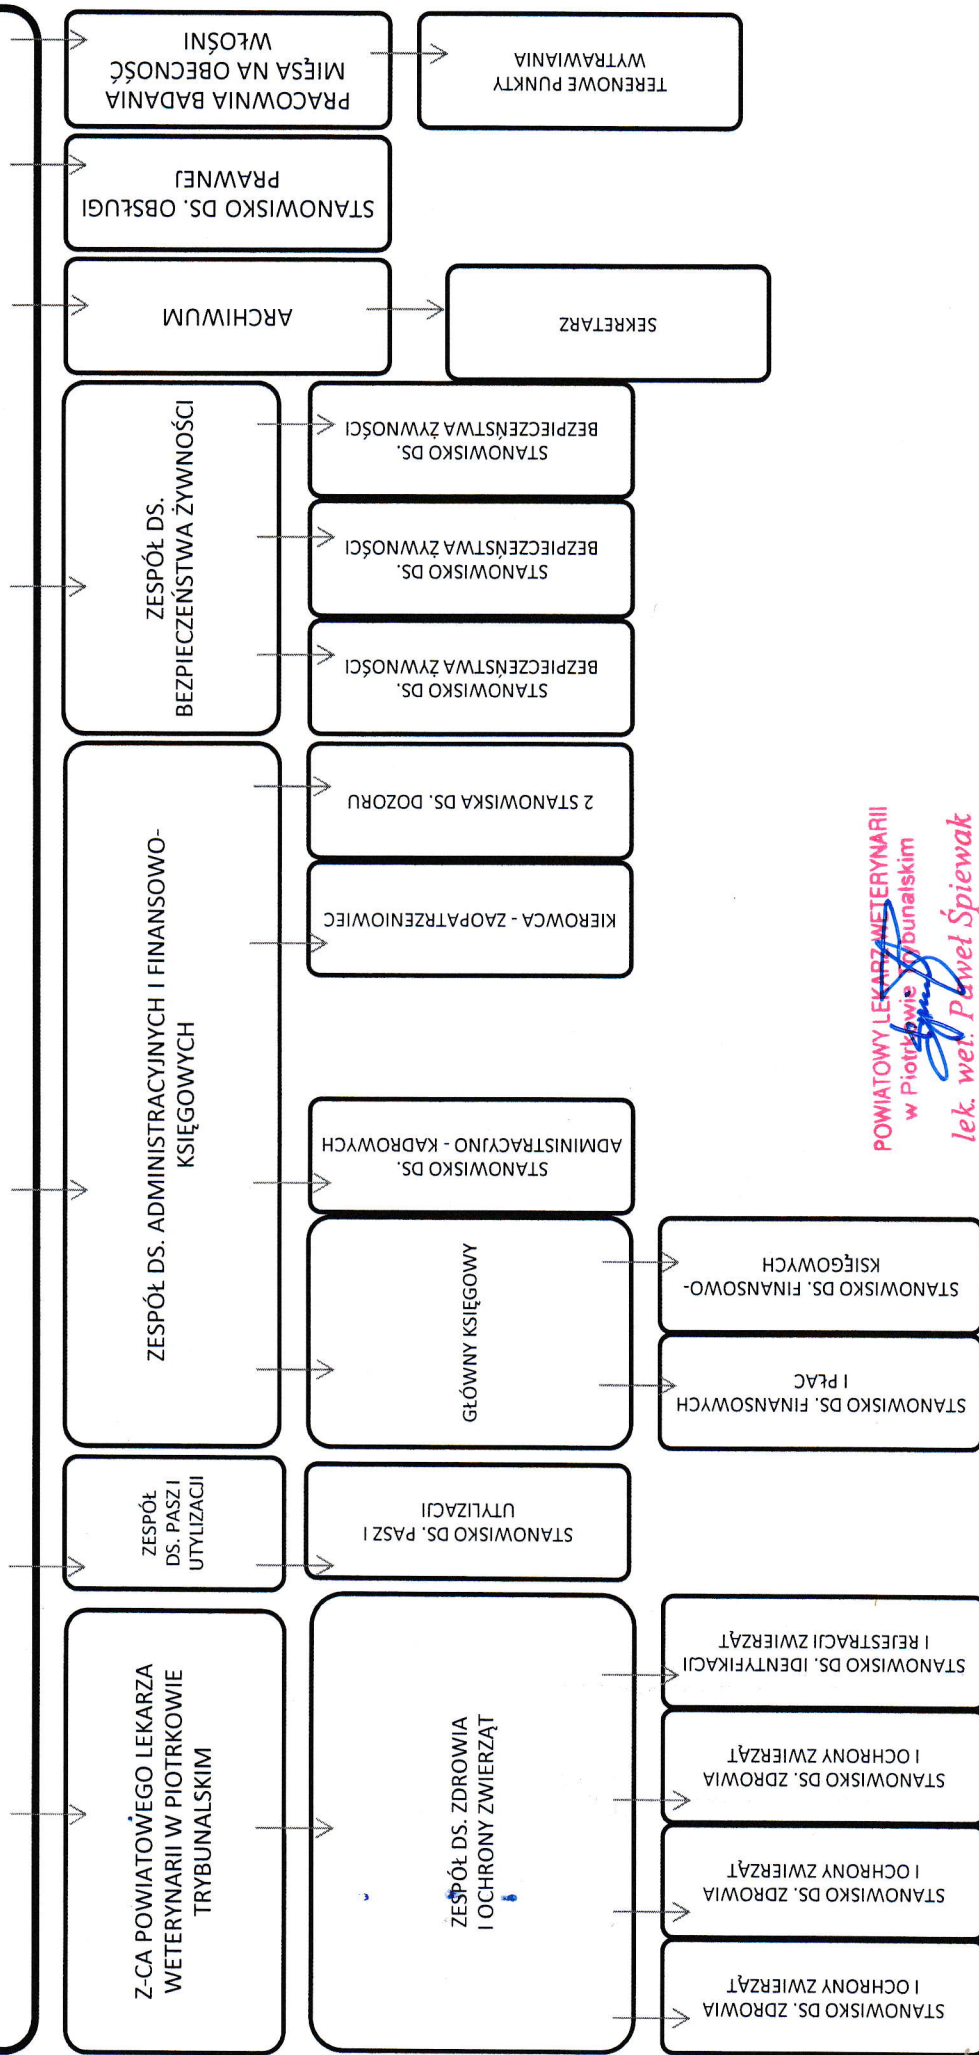 Z-CA POWIATOWEGO LEKARZA
WETERYNARII W PIOTRKOWIE
TRYBUNALSKIM
ZESPÓŁ
DS. PASZ I
UTYLIZACJI
ZESPÓŁ DS. ADMINISTRACYJNYCH I FINANSOWO-
KSIĘGOWYCH
ZESPÓŁ DS.
BEZPIECZEŃSTWA ŻYWNOŚCI
ARCHIWUM
STANOWISKO DS. OBSŁUGI
PRAWNEJ
PRACOWNIA BADANIA
MIĘSA NA OBECNOŚĆ
WŁOŚNI
ZESPÓŁ DS. ZDROWIA
I OCHRONY ZWIERZĄT
STANOWISKO DS. PASZ I
UTYLIZACJI
GŁÓWNY KSIĘGOWY
STANOWISKO DS.
ADMINISTRACYJNO - KADROWYCH
KIEROWCA - ZAOPATRZENIOWIEC
2 STANOWISKA DS. DOZORU
STANOWISKO DS.
BEZPIECZEŃSTWA ŻYWNOŚCI
STANOWISKO DS.
BEZPIECZEŃSTWA ŻYWNOŚCI
STANOWISKO DS.
BEZPIECZEŃSTWA ŻYWNOŚCI
SEKRETARZ
TERENOWE PUNKTY
WYTRAWIANIA
STANOWISKO DS. ZDROWIA
I OCHRONY ZWIERZĄT
STANOWISKO DS. ZDROWIA
I OCHRONY ZWIERZĄT
STANOWISKO DS. ZDROWIA
I OCHRONY ZWIERZĄT
STANOWISKO DS. IDENTYFIKACJI
I REJESTRACJI ZWIERZĄT
STANOWISKO DS. FINANSOWYCH
I PŁAC
STANOWISKO DS. FINANSOWO-
KSIĘGOWYCH
POWIATOWY LEKARZ WETERYNARII
w Piotrkowie Trybunalskim
lek. wet. Paweł Śpiewak